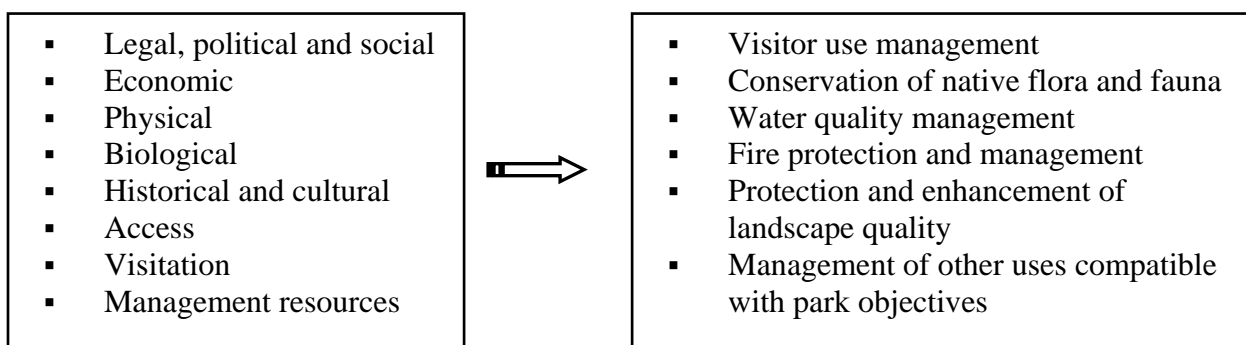 ▪ Legal, political and social
▪ Economic
▪ Physical
▪ Biological
▪ Historical and cultural
▪ Access
▪ Visitation
▪ Management resources
▪ Visitor use management
▪ Conservation of native flora and fauna
▪ Water quality management
▪ Fire protection and management
▪ Protection and enhancement of
landscape quality
▪ Management of other uses compatible
with park objectives